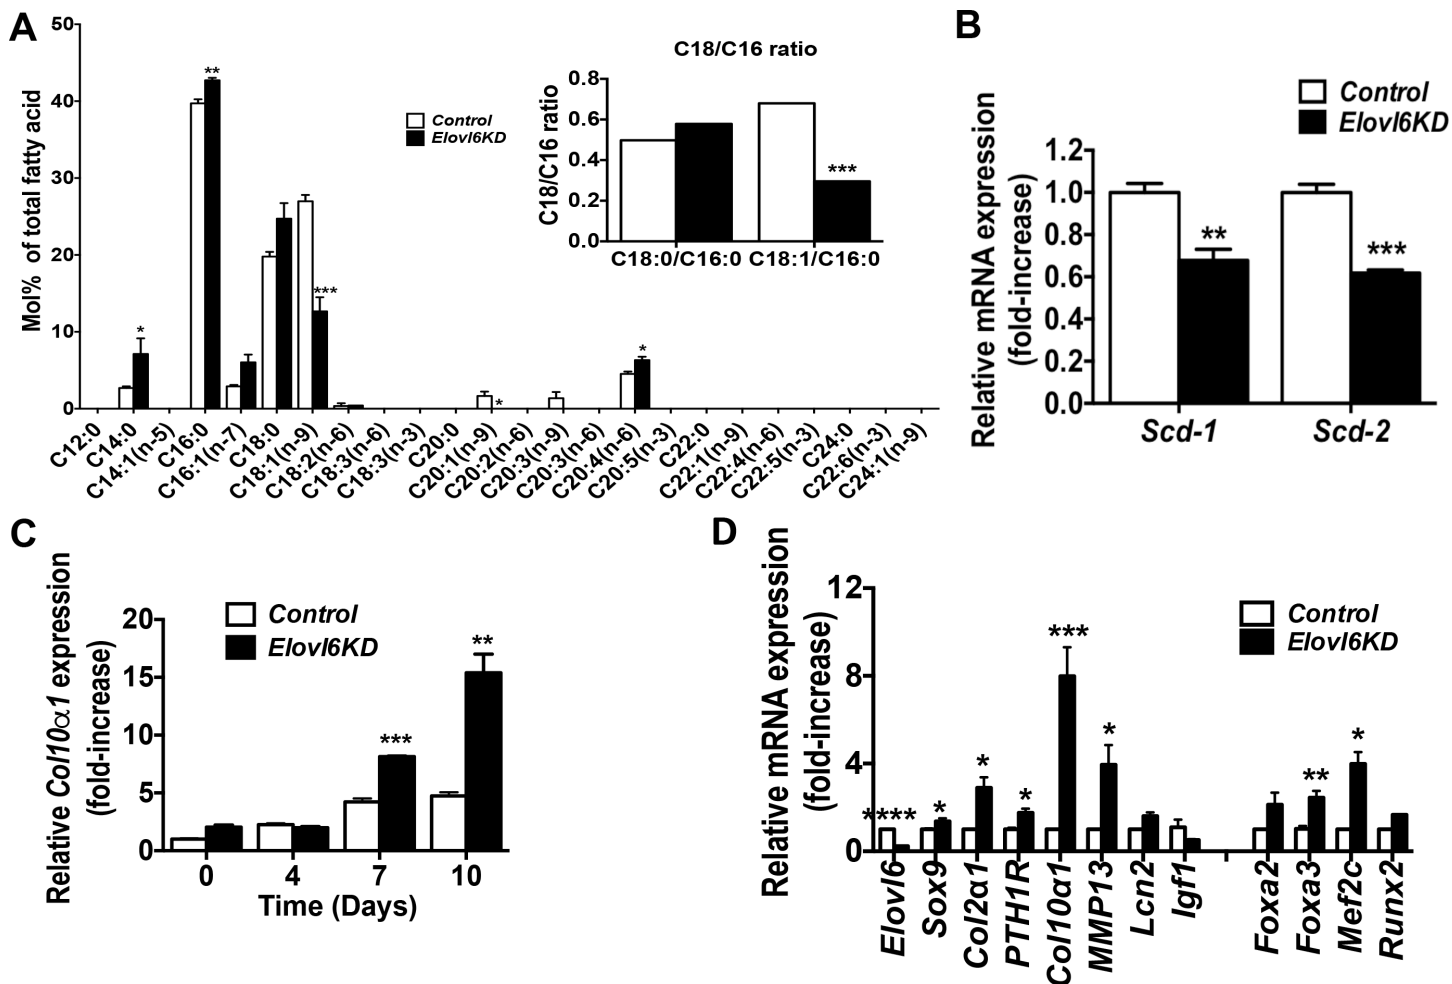 A
Mol% of total fatty acid
50
40
30
20
10
0
*
**
***
*
*
Control
Elovl6KD
C12:0
C14:0
C14:1(n-5)
C16:0
C16:1(n-7)
C18:0
C18:1(n-9)
C18:2(n-6)
C18:3(n-6)
C18:3(n-3)
C20:0
C20:1(n-9)
C20:2(n-6)
C20:3(n-9)
C20:3(n-6)
C20:4(n-6)
C20:5(n-3)
C22:0
C22:1(n-9)
C22:4(n-6)
C22:5(n-3)
C24:0
C22:6(n-3)
C24:1(n-9)
C18/C16 ratio
C18/C16 ratio
0.8
0.6
0.4
0.2
0.0
***
C18:0/C16:0 C18:1/C16:0
B
Control
Elovl6KD
Relative mRNA expression
(fold-increase)
1.2
1.0
0.8
0.6
0.4
0.2
0.0
**
***
Scd-1 Scd-2
C
Relative Col10α1 expression
(fold-increase)
Control
Elovl6KD
20
15
10
5
0
***
**
0 4 7 10
Time (Days)
D
Relative mRNA expression
(fold-increase)
Control
Elovl6KD
12
8
4
0
****
*
*
*
***
*
**
*
Elovl6
Sox9
Col2α1
PTH1R
Col10α1
MMP13
Lcn2
Igf1
Foxa2
Foxa3
Mef2c
Runx2